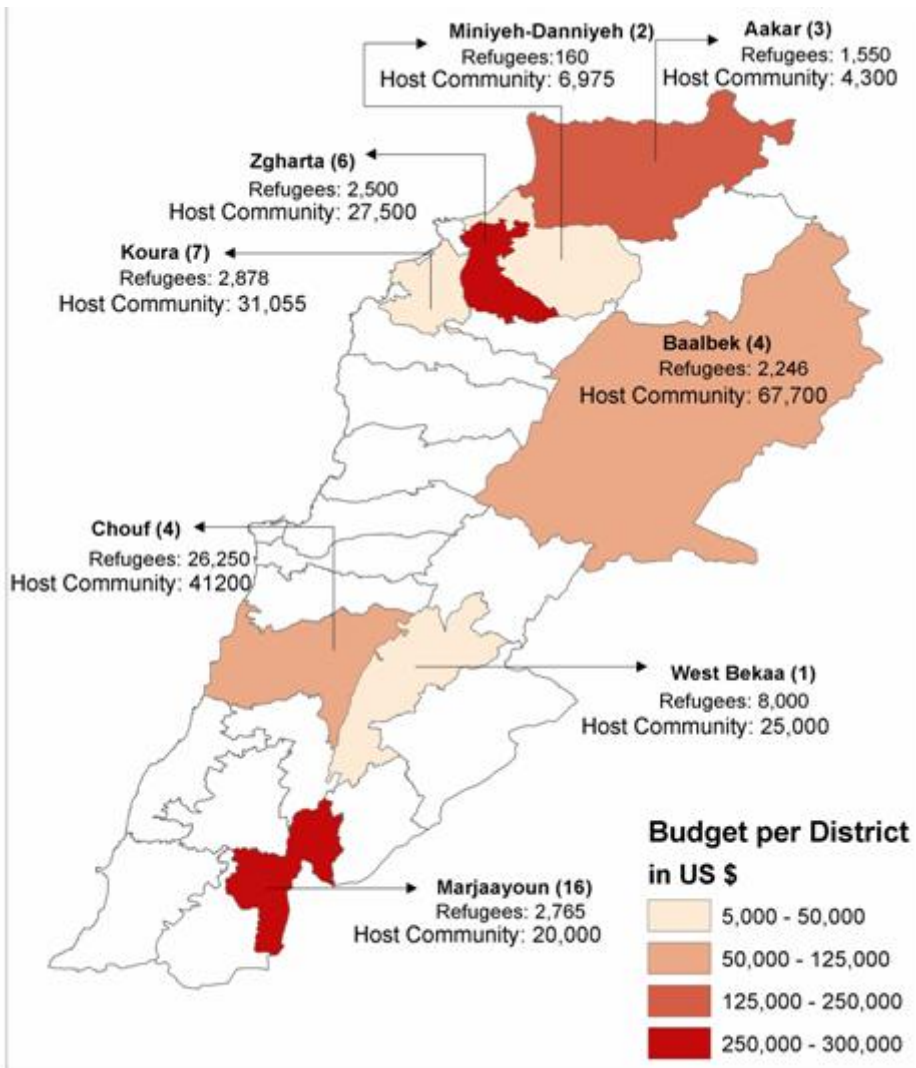 Miniyeh-Danniyeh (2)
Refugees:160
Host Community: 6,975
Aakar (3)
Refugees: 1,550
Host Community: 4,300
Zgharta (6)
Refugees: 2,500
Host Community: 27,500
Koura (7)
Refugees: 2,878
Host Community: 31,055
Baalbek (4)
Refugees: 2,246
Host Community: 67,700
Chouf (4)
Refugees: 26,250
Host Community: 41200
West Bekaa (1)
Refugees: 8,000
Host Community: 25,000
Marjaayoun (16)
Refugees: 2,765
Host Community: 20,000
Budget per District
in US $
5,000 - 50,000
50,000 - 125,000
125,000 - 250,000
250,000 - 300,000